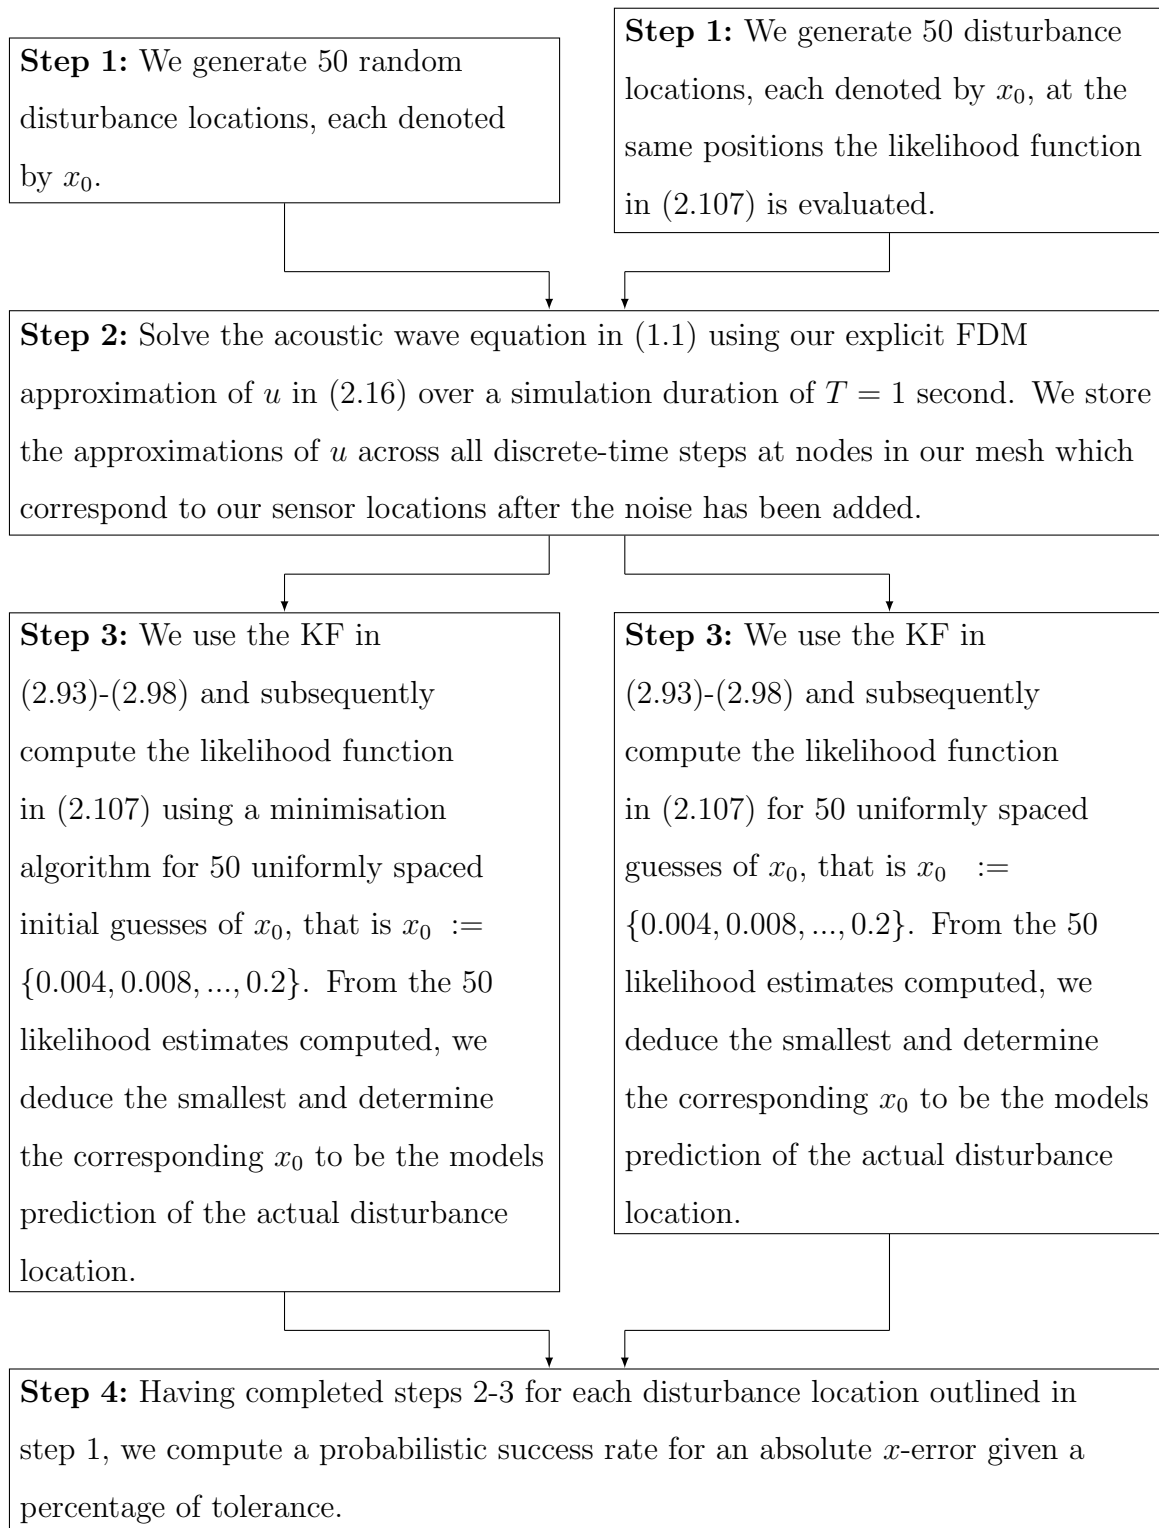 Step 1: We generate 50 random
disturbance locations, each denoted
by x₀.
Step 1: We generate 50 disturbance
locations, each denoted by x₀, at the
same positions the likelihood function
in (2.107) is evaluated.
Step 2: Solve the acoustic wave equation in (1.1) using our explicit FDM
approximation of u in (2.16) over a simulation duration of T = 1 second. We store
the approximations of u across all discrete-time steps at nodes in our mesh which
correspond to our sensor locations after the noise has been added.
Step 3: We use the KF in
(2.93)-(2.98) and subsequently
compute the likelihood function
in (2.107) using a minimisation
algorithm for 50 uniformly spaced
initial guesses of x₀, that is x₀ :=
{0.004, 0.008, ..., 0.2}. From the 50
likelihood estimates computed, we
deduce the smallest and determine
the corresponding x₀ to be the models
prediction of the actual disturbance
location.
Step 3: We use the KF in
(2.93)-(2.98) and subsequently
compute the likelihood function
in (2.107) for 50 uniformly spaced
guesses of x₀, that is x₀ :=
{0.004, 0.008, ..., 0.2}. From the 50
likelihood estimates computed, we
deduce the smallest and determine
the corresponding x₀ to be the models
prediction of the actual disturbance
location.
Step 4: Having completed steps 2-3 for each disturbance location outlined in
step 1, we compute a probabilistic success rate for an absolute x-error given a
percentage of tolerance.